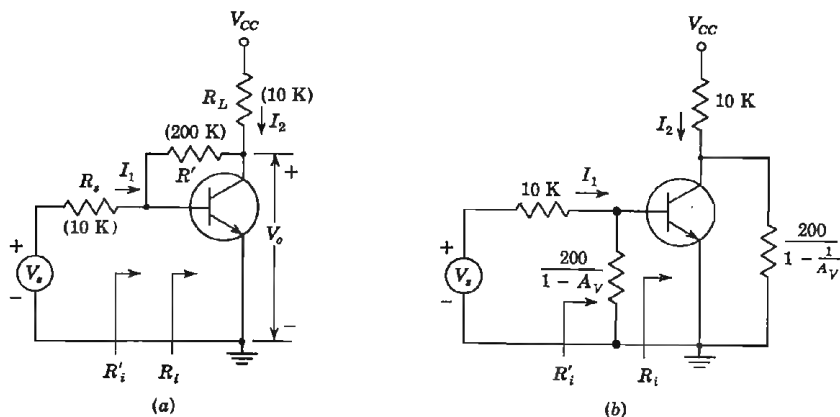 V_CC
R_L
(10 K)
I_2
(200 K)
R'
I_1
R_s
(10 K)
+
V_s
−
+
V_o
−
R'_i
R_i
(a)
V_CC
10 K
I_2
I_1
10 K
200
1 − A_V
200
1 − 1
A_V
+
V_s
−
R'_i
R_i
(b)